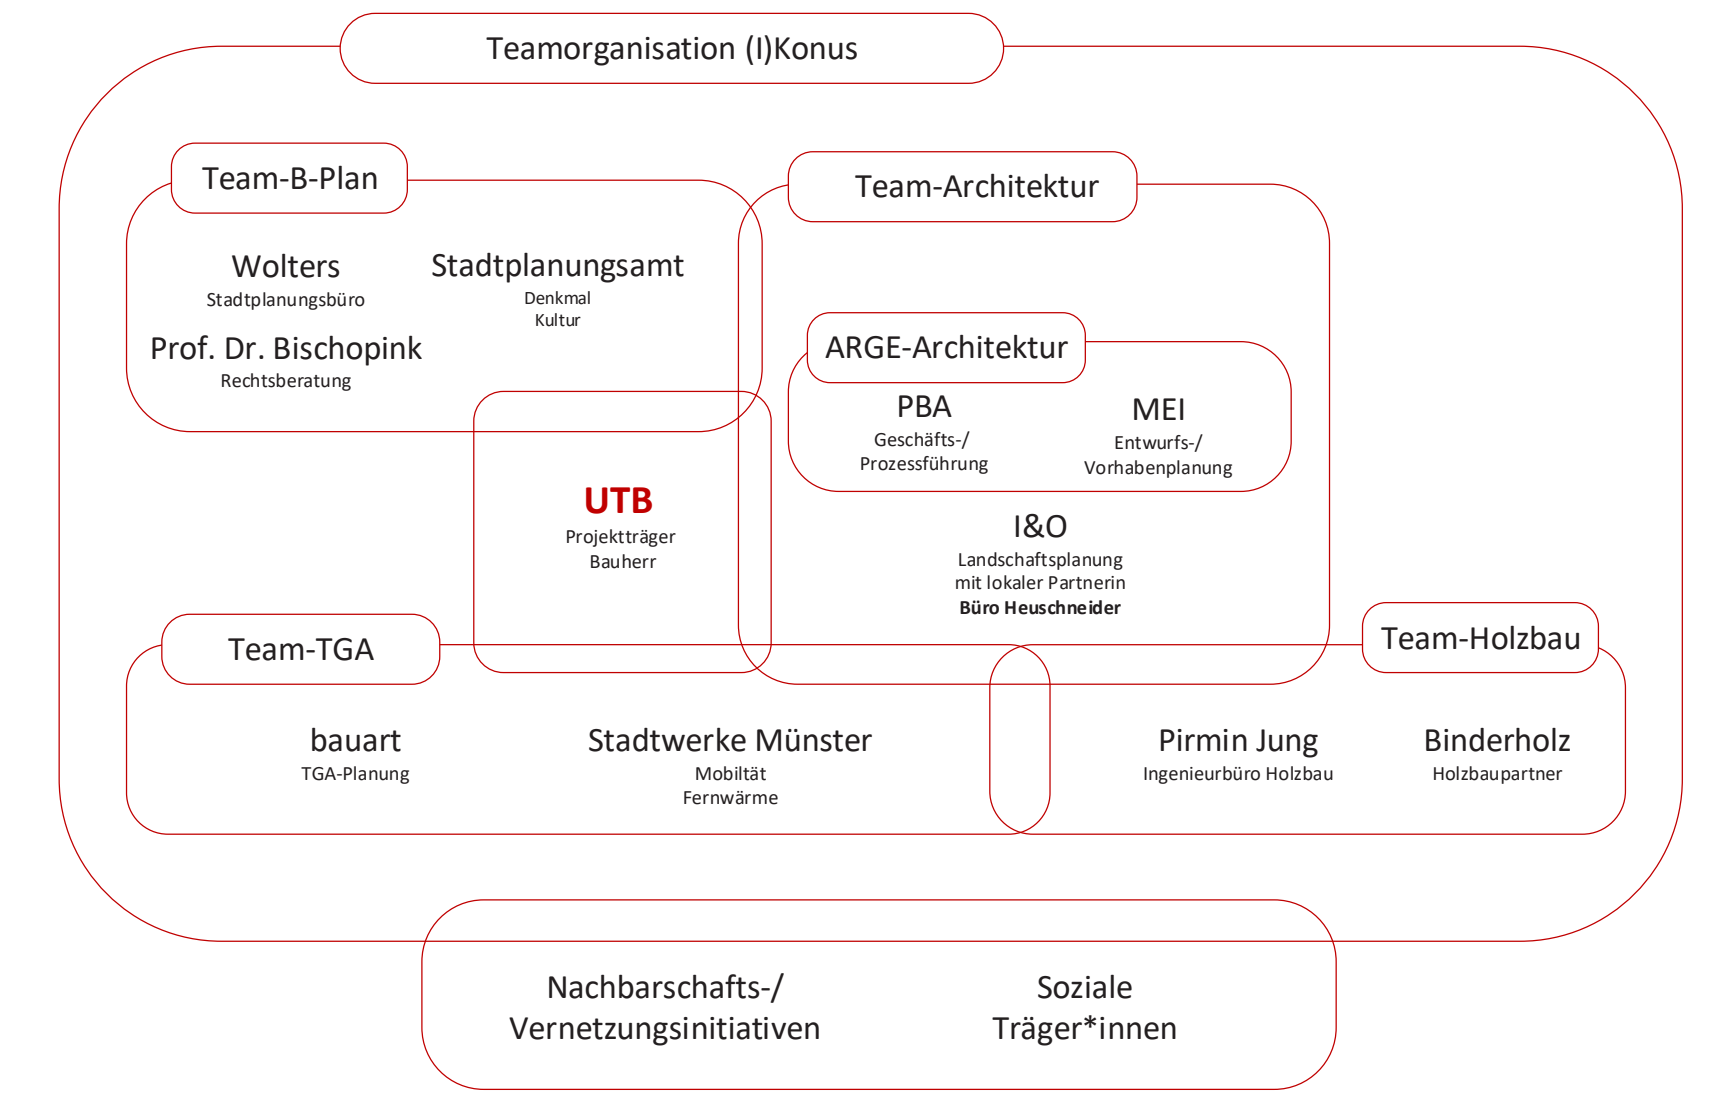 Teamorganisation (I)Konus
Team-B-Plan
Wolters
Stadtplanungsbüro
Stadtplanungsamt
Denkmal
Kultur
Prof. Dr. Bischopink
Rechtsberatung
Team-Architektur
ARGE-Architektur
PBA
Geschäfts-/
Prozessführung
MEI
Entwurfs-/
Vorhabenplanung
UTB
Projektträger
Bauherr
I&O
Landschaftsplanung
mit lokaler Partnerin
Büro Heuschneider
Team-TGA
bauart
TGA-Planung
Stadtwerke Münster
Mobiltät
Fernwärme
Team-Holzbau
Pirmin Jung
Ingenieurbüro Holzbau
Binderholz
Holzbaupartner
Nachbarschafts-/
Vernetzungsinitiativen
Soziale
Träger*innen